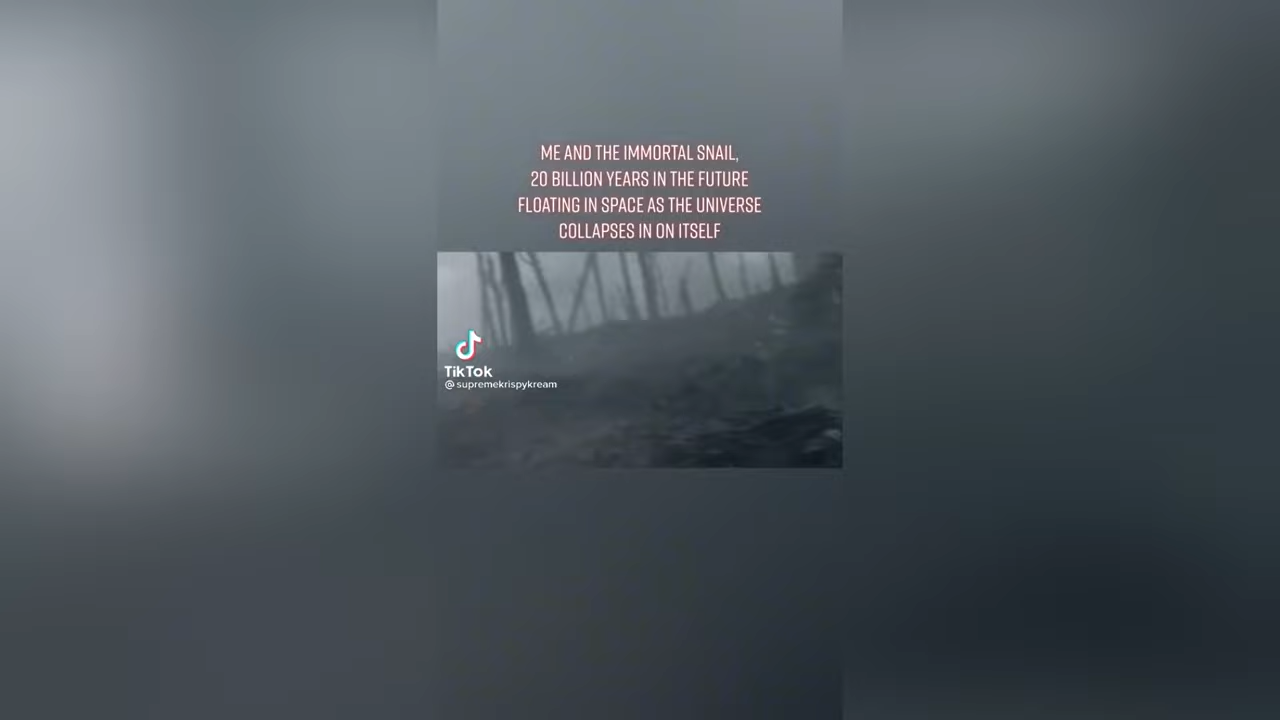 ME AND THE IMMORTAL SNAIL,
20 BILLION YEARS IN THE FUTURE
FLOATING IN SPACE AS THE UNIVERSE
COLLAPSES IN ON ITSELF
TikTok
@supremekrispykream